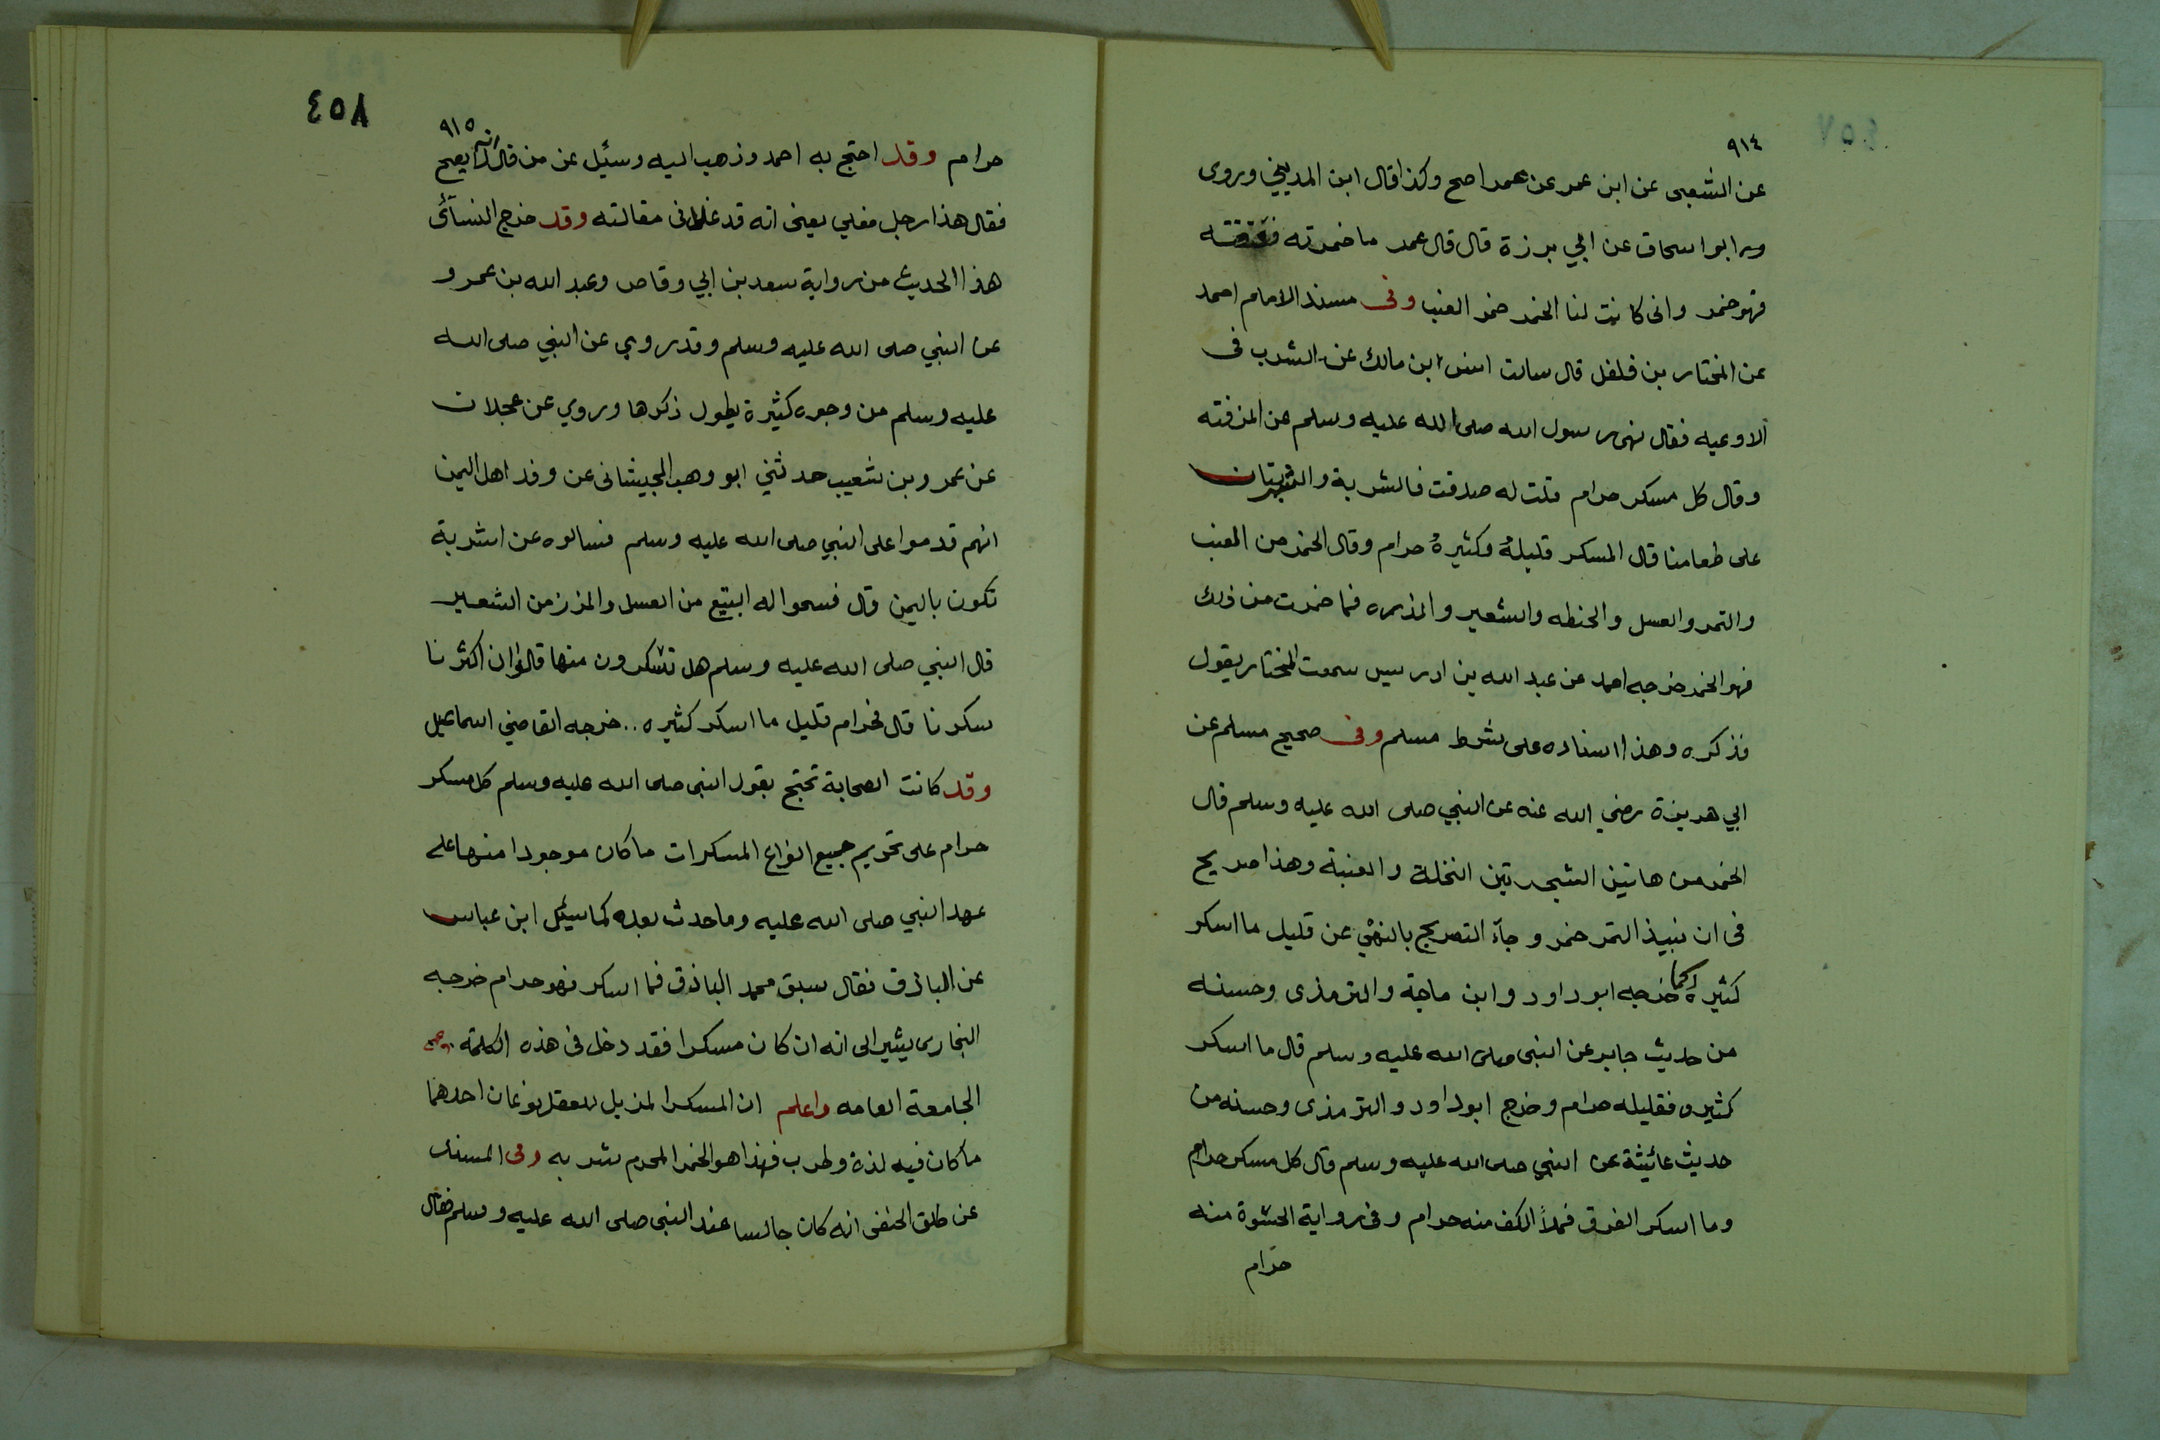 ٩١٤
عن الشعبى عن ابن عمر عن عمر اصح وكذا قال ابن المديني وروى
ابو اسحاق عن ابي برزة قال قال عمر ما خمرته فعتقته
فهو خمر وانى كانت لنا الخمر خمر العنب وفى مسند الامام احمد
عن المختار بن فلفل قال سالت انس ابن مالك عن الشرب فى
الاوعيه فقال نهى رسول الله صلى الله عليه وسلم عن المزفته
وقال كل مسكر حرام قلت له صدقت فالشربة والشربتان
على طعامنا قال المسكر قليلهُ وكثيرهُ حرام وقال الخمر من العنب
والتمر والعسل والحنطه والشعير والمذره فما خمرت من ذلك
فهو الخمر خرجه احمد عن عبد الله بن ادريس سمعت المختار يقول
فذكره وهذا اسناده على شرط مسلم وفى صحيح مسلم عن
ابي هريرة رضي الله عنه عن النبي صلى الله عليه وسلم قال
الخمر من هاتين الشجرتين النخلة والعنبة وهذا صريح
فى ان نبيذ التمر خمر وجآء التصريح بالنهي عن قليل ما اسكر
كثيره كما خرجه ابو داود وابن ماجة والترمذى وحسنه
من حديث جابر عن النبى صلى الله عليه وسلم قال ما اسكر
كثيره فقليله حرام وخرج ابو داود والترمذى وحسنه من
حديث عائيثة عن النبي صلى الله عليه وسلم قال كل مسكر حرام
وما اسكر الفرق فملأ الكف منه حرام وفى رواية الحشوة منه
حرام
٤٥٨
٩١٥
حرام وقد احتج به احمد وذهب اليه وسئيل عن من قال انه لا يصح
فقال هذا رجل مغلي يعنى انه قد غلا فى مقالته وقد خرج النسآئى
هذا الحديث من رواية سعد بن ابي وقاص وعبد الله بن عمرو
عن النبي صلى الله عليه وسلم وقد روي عن النبي صلى الله
عليه وسلم من وجوه كثيرة يطول ذكرها وروي عن عجلان
عن عمرو بن شعيب حدثني ابو وهب الجيشانى عن وفد اهل اليمن
انهم قدموا على النبي صلى الله عليه وسلم فسالوه عن اشربة
تكون باليمن قال فسموا له البتع من العسل والمزر من الشعير
قال النبي صلى الله عليه وسلم هل تسكرون منها قالوا ان اكثرنا
سكرنا قال فحرام قليل ما اسكر كثيره .. خرجه القاضي اسماعيل
وقد كانت الصحابة تحتج بقول النبى صلى الله عليه وسلم كل مسكر
حرام على تحريم جميع انواع المسكرات ما كان موجودا منها على
عهد النبي صلى الله عليه وما حدث بعده كما سئيل ابن عباس
عن الباذق فقال سبق محمد الباذق فما اسكر فهو حرام خرجه
البخارى يشير الى انه ان كان مسكرا فقد دخل فى هذه الكلمة
الجامعة العامه واعلم ان المسكر المزيل للعقل نوعان احدهما
ما كان فيه لذة وطرب فهذا هو الخمر المحرم شربه وفى المسند
عن طلق الحنفى انه كان جالسا عند النبى صلى الله عليه وسلم فقال